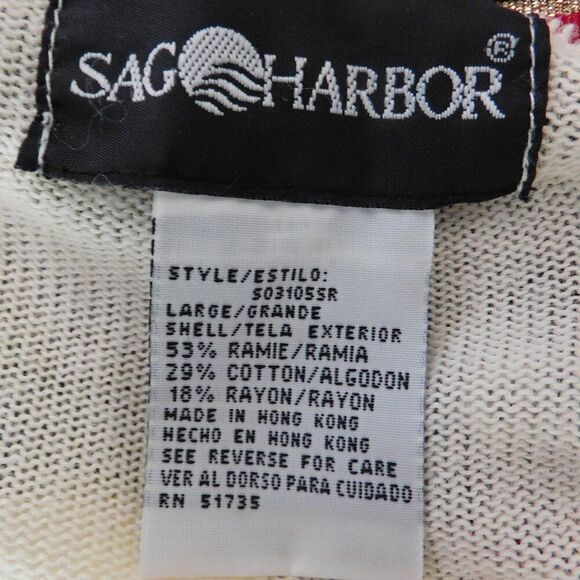 SAG HARBOR ®
STYLE/ESTILO:
S03105SR
LARGE/GRANDE
SHELL/TELA EXTERIOR
53% RAMIE/RAMIA
29% COTTON/ALGODON
18% RAYON/RAYON
MADE IN HONG KONG
HECHO EN HONG KONG
SEE REVERSE FOR CARE
VER AL DORSO PARA CUIDADO
RN 51735